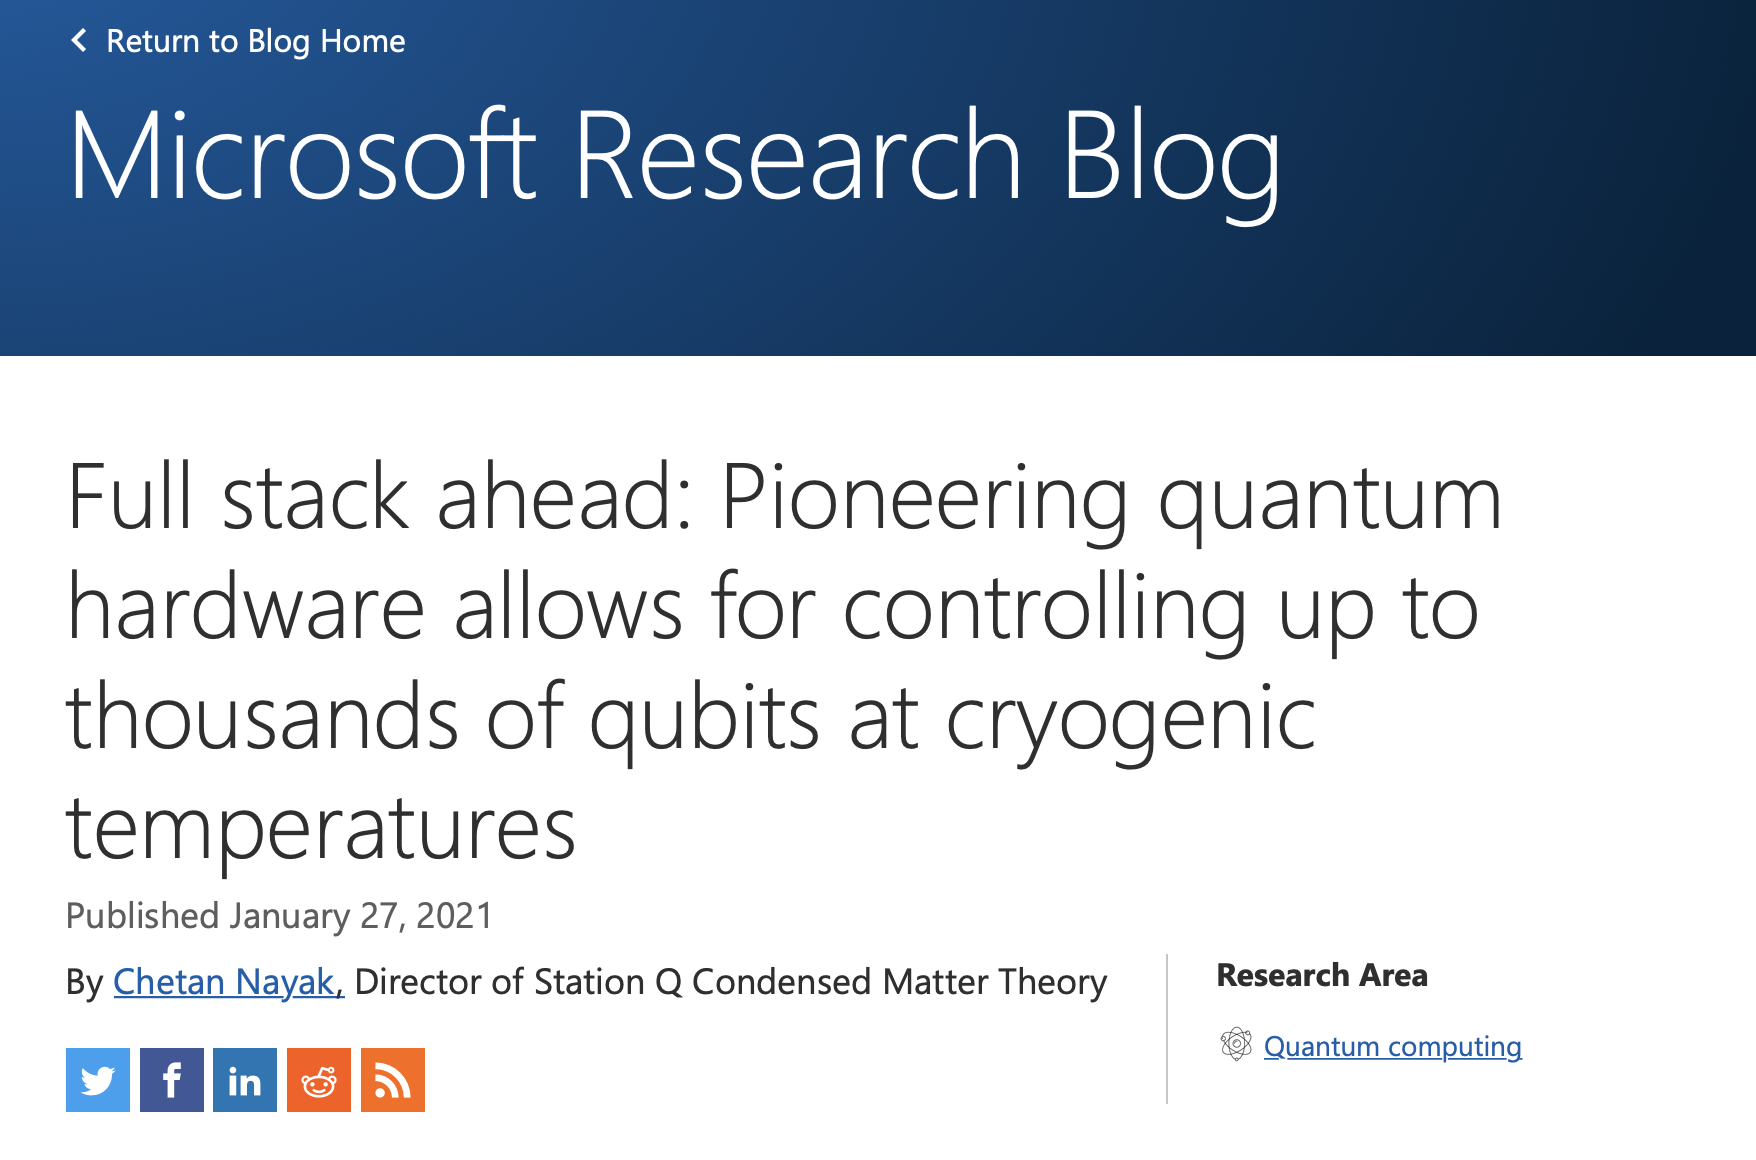 Return to Blog Home
Microsoft Research Blog
Full stack ahead: Pioneering quantum
hardware allows for controlling up to
thousands of qubits at cryogenic
temperatures
Published January 27, 2021
By Chetan Nayak, Director of Station Q Condensed Matter Theory
Research Area
Quantum computing
f
in